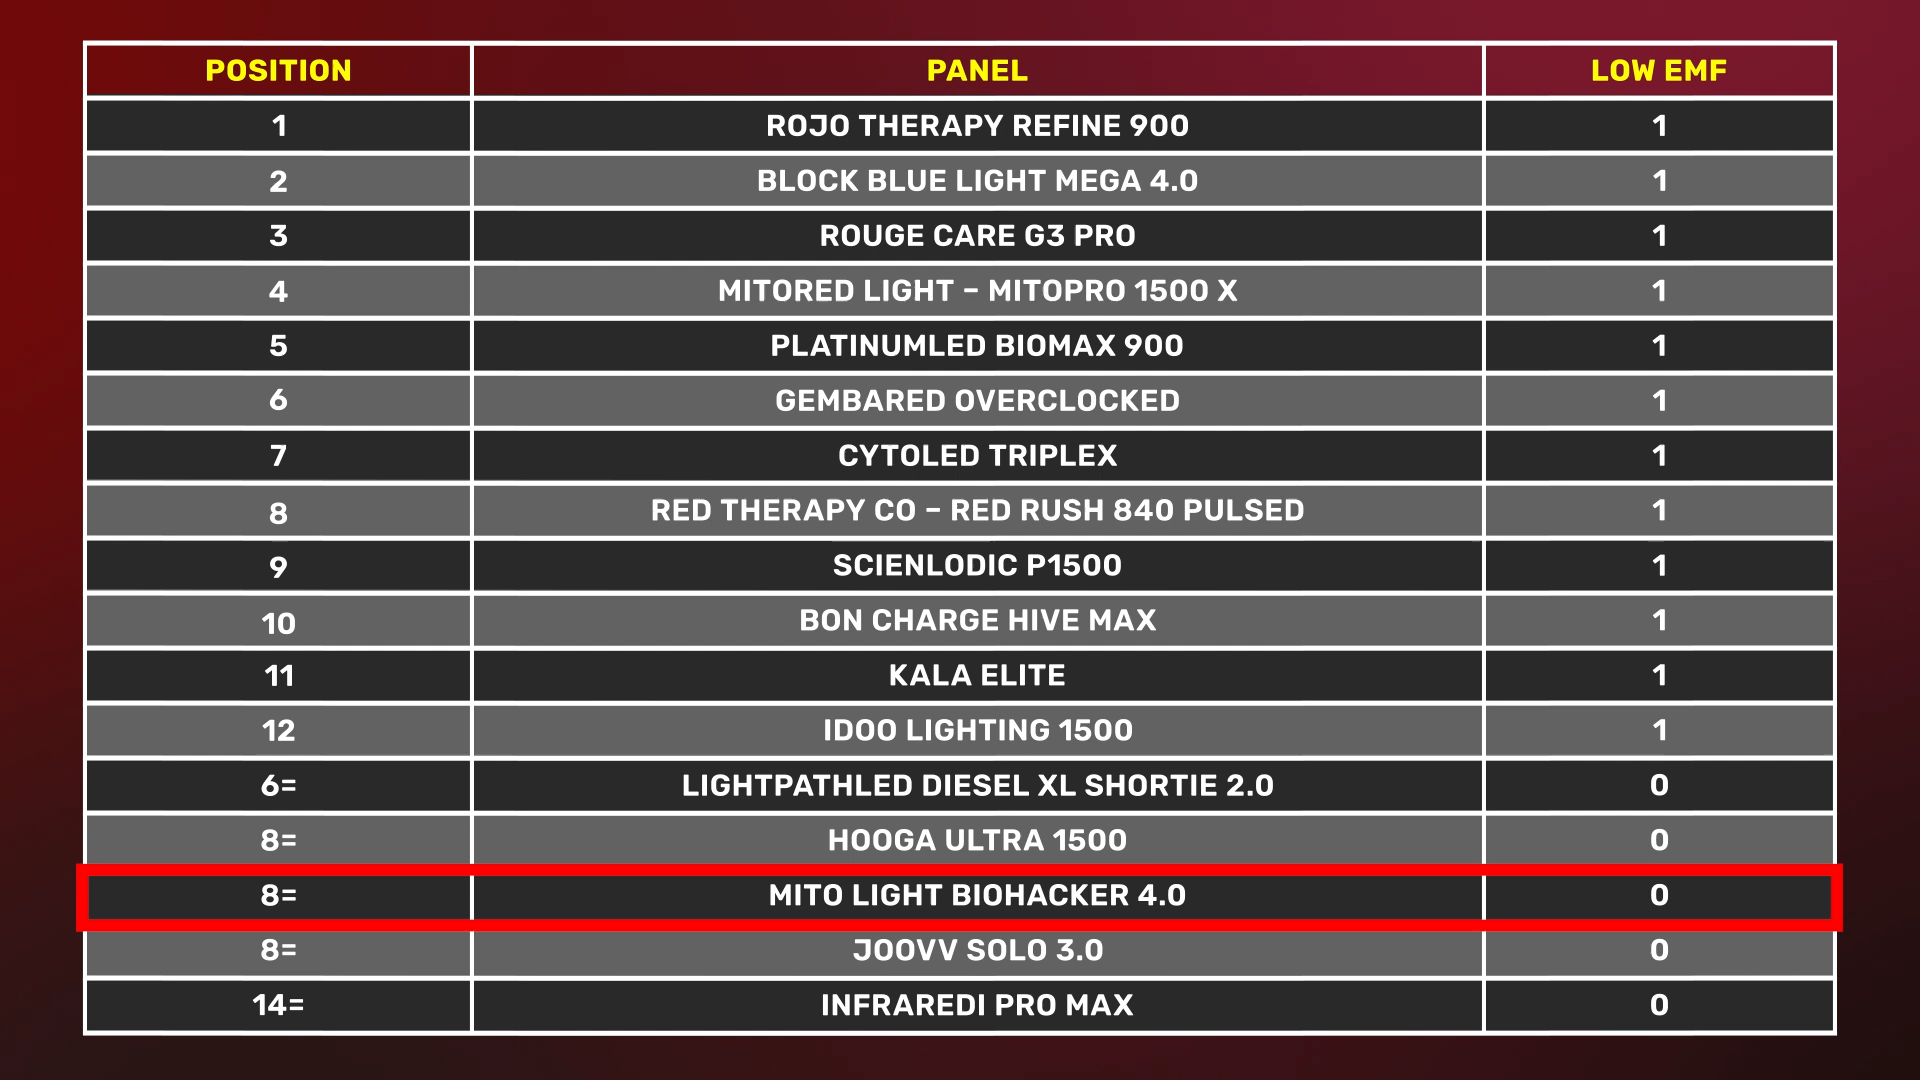 POSITION PANEL LOW EMF
1 ROJO THERAPY REFINE 900 1
2 BLOCK BLUE LIGHT MEGA 4.0 1
3 ROUGE CARE G3 PRO 1
4 MITORED LIGHT – MITOPRO 1500 X 1
5 PLATINUMLED BIOMAX 900 1
6 GEMBARED OVERCLOCKED 1
7 CYTOLED TRIPLEX 1
8 RED THERAPY CO – RED RUSH 840 PULSED 1
9 SCIENLODIC P1500 1
10 BON CHARGE HIVE MAX 1
11 KALA ELITE 1
12 IDOO LIGHTING 1500 1
6= LIGHTPATHLED DIESEL XL SHORTIE 2.0 0
8= HOOGA ULTRA 1500 0
8= MITO LIGHT BIOHACKER 4.0 0
8= JOOVV SOLO 3.0 0
14= INFRAREDI PRO MAX 0